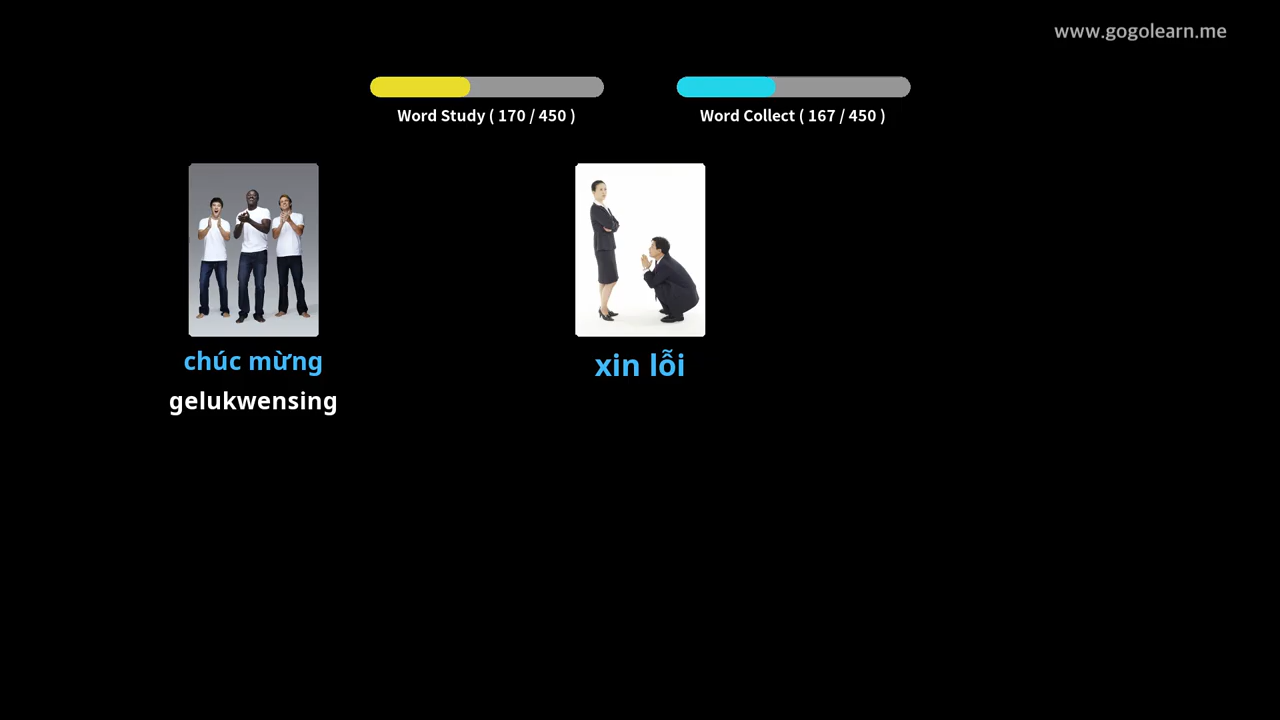 www.gogolearn.me
Word Study ( 170 / 450 )
Word Collect ( 167 / 450 )
chúc mừng
gelukwensing
xin lỗi